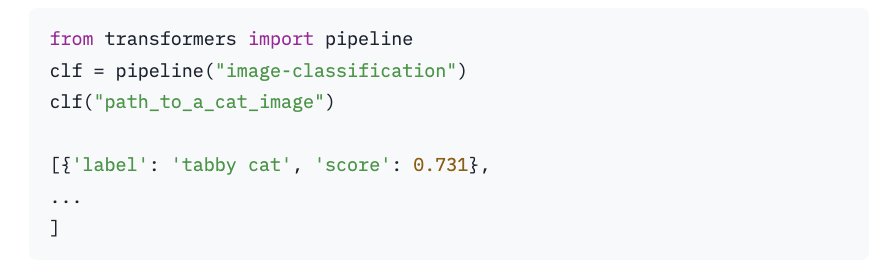 from transformers import pipeline
clf = pipeline("image-classification")
clf("path_to_a_cat_image")

[{'label': 'tabby cat', 'score': 0.731},
...
]